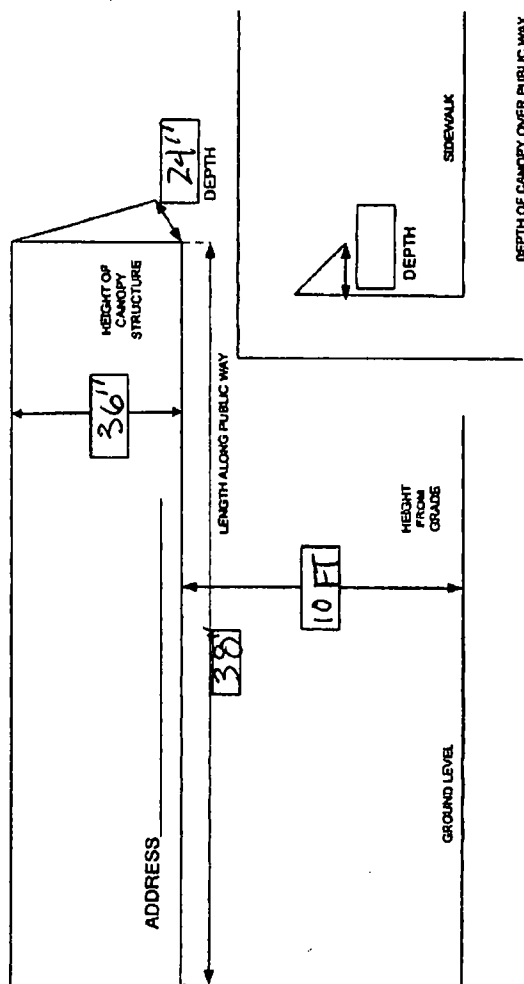 36"
HEIGHT OF
CANOPY
STRUCTURE
24"
DEPTH
ADDRESS
LENGTH ALONG PUBLIC WAY
38'
10 FT
HEIGHT
FROM
GRADE
GROUND LEVEL
DEPTH
SIDEWALK
DEPTH OF CANOPY OVER PUBLIC WAY